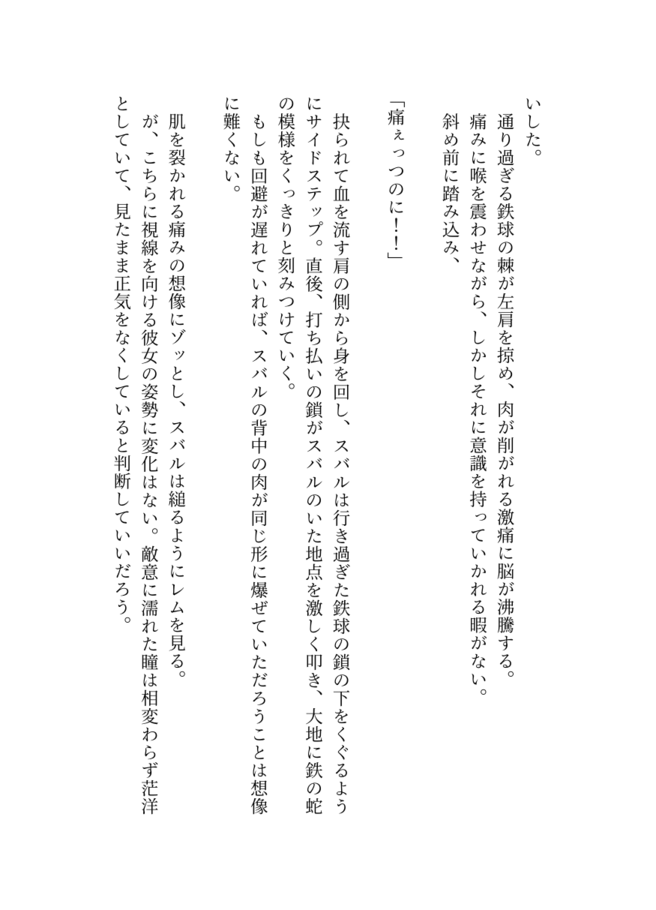 いした。
通り過ぎる鉄球の棘が左肩を掠め、肉が削がれる激痛に脳が沸騰する。
痛みに喉を震わせながら、しかしそれに意識を持っていかれる暇がない。
斜め前に踏み込み、
「痛ぇっつのに！！」
抉られて血を流す肩の側から身を回し、スバルは行き過ぎた鉄球の鎖の下をくぐるよう
にサイドステップ。直後、打ち払いの鎖がスバルのいた地点を激しく叩き、大地に鉄の蛇
の模様をくっきりと刻みつけていく。
もしも回避が遅れていれば、スバルの背中の肉が同じ形に爆ぜていただろうことは想像
に難くない。
肌を裂かれる痛みの想像にゾッとし、スバルは縋るようにレムを見る。
が、こちらに視線を向ける彼女の姿勢に変化はない。敵意に濡れた瞳は相変わらず茫洋
としていて、見たまま正気をなくしていると判断していいだろう。